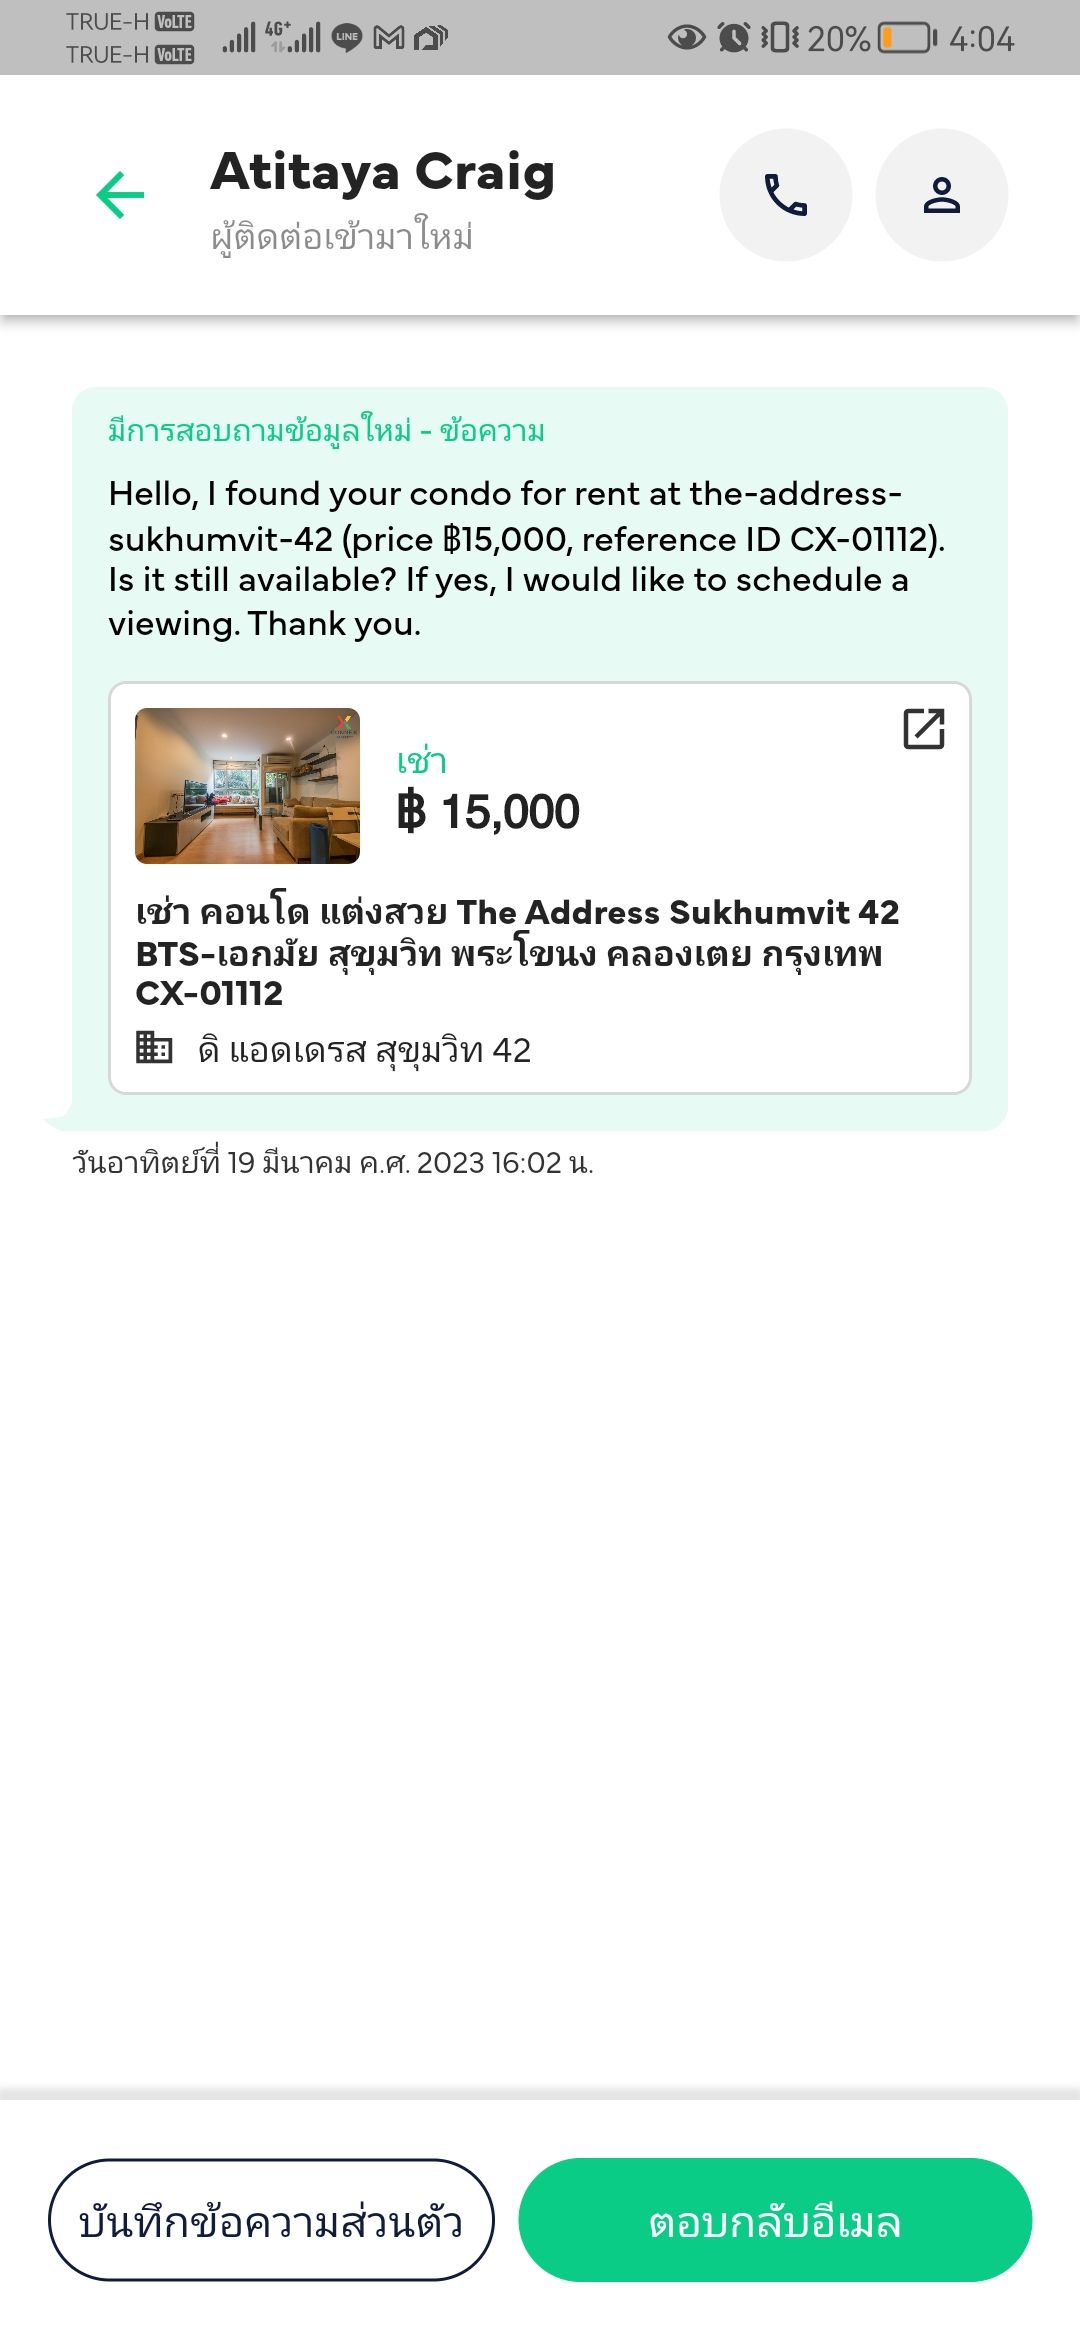 TRUE-H VoLTE
TRUE-H VoLTE
4G+
LINE
20%
4:04
Atitaya Craig
ผู้ติดต่อเข้ามาใหม่
มีการสอบถามข้อมูลใหม่ - ข้อความ
Hello, I found your condo for rent at the-address-
sukhumvit-42 (price ฿15,000, reference ID CX-01112).
Is it still available? If yes, I would like to schedule a
viewing. Thank you.
เช่า
฿ 15,000
เช่า คอนโด แต่งสวย The Address Sukhumvit 42
BTS-เอกมัย สุขุมวิท พระโขนง คลองเตย กรุงเทพ
CX-01112
ดิ แอดเดรส สุขุมวิท 42
วันอาทิตย์ที่ 19 มีนาคม ค.ศ. 2023 16:02 น.
บันทึกข้อความส่วนตัว
ตอบกลับอีเมล